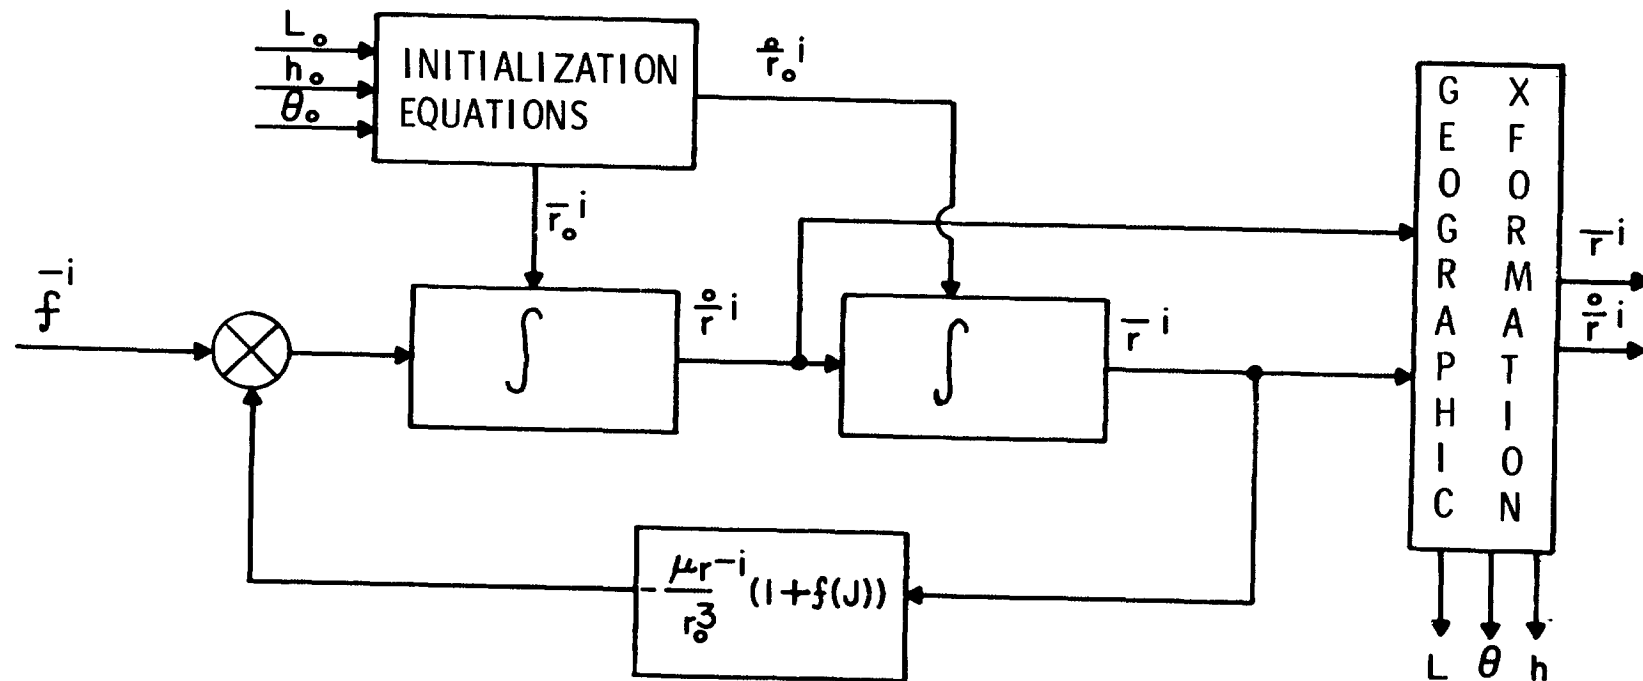 L₀
h₀
θ₀
INITIALIZATION
EQUATIONS
r̊̅₀ⁱ
r̅₀ⁱ
f̅ⁱ
∫
r̊̅ⁱ
∫
r̅ⁱ
GEOGRAPHIC
XFORMATION
r̅ⁱ
r̊̅ⁱ
-μr⁻ⁱ/r₀³ (1+f(J))
L θ h